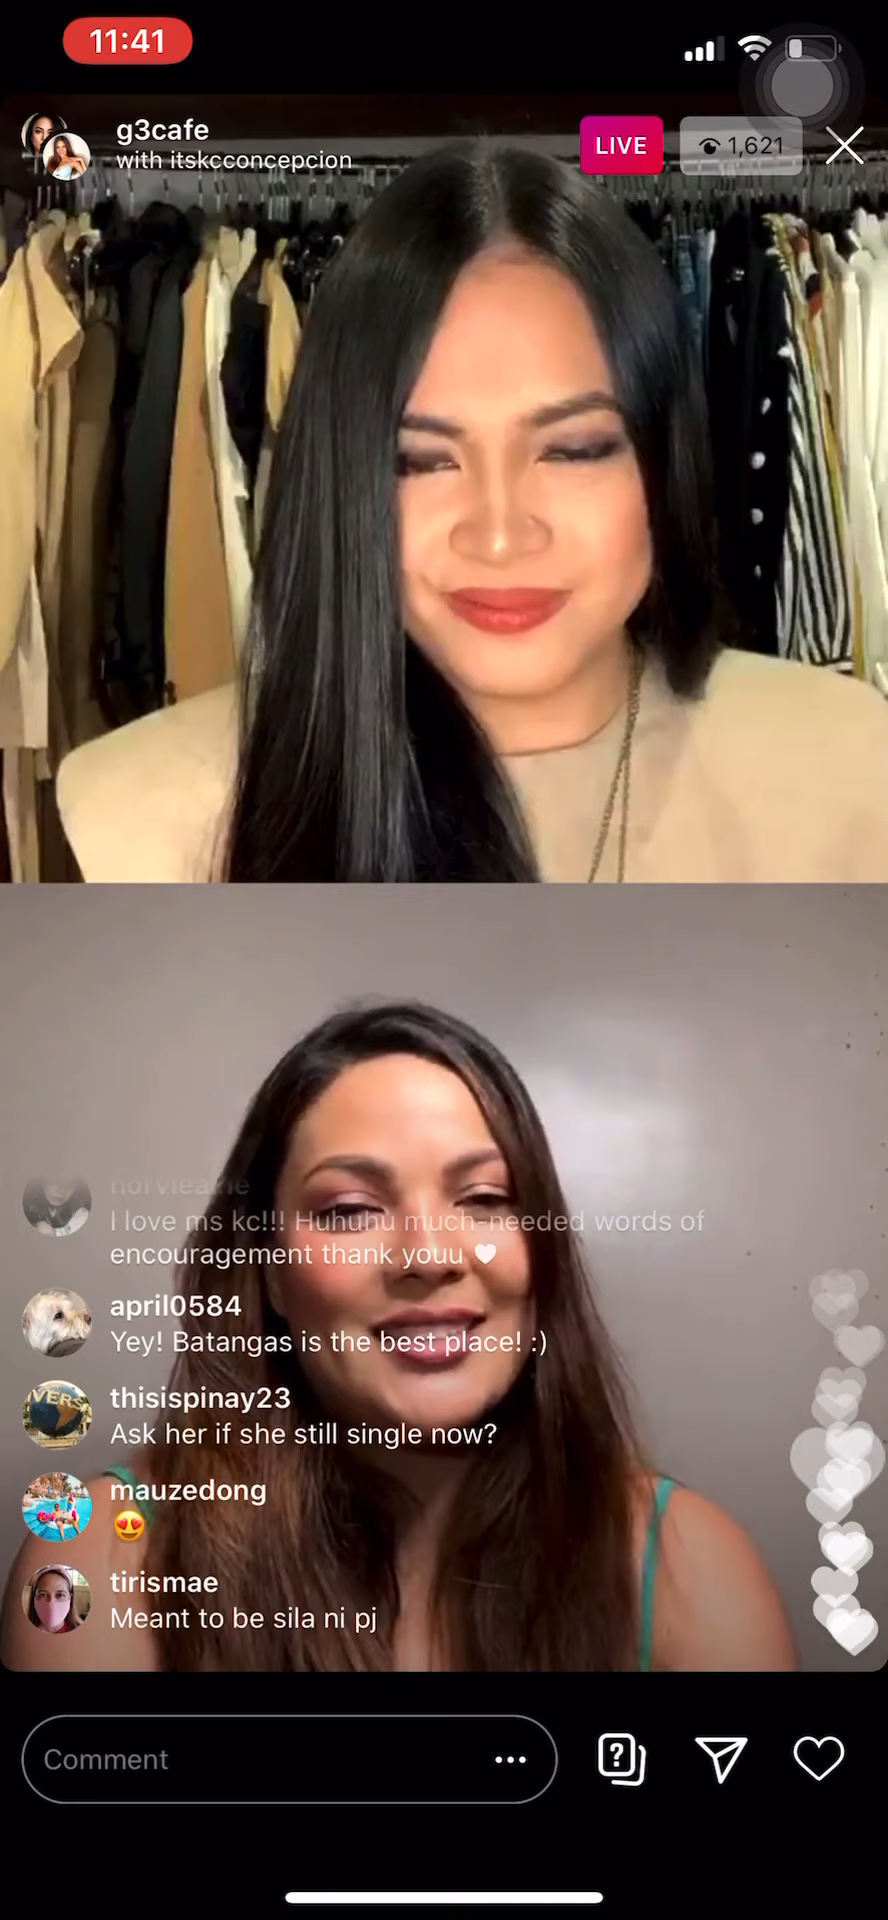 11:41
g3cafe
with itskcconcepcion
LIVE
1,621
norvieanne
I love ms kc!!! Huhuhu much-needed words of
encouragement thank youu 🤍
april0584
Yey! Batangas is the best place! :)
thisispinay23
VERS
Ask her if she still single now?
mauzedong
😍
tirismae
Meant to be sila ni pj
Comment